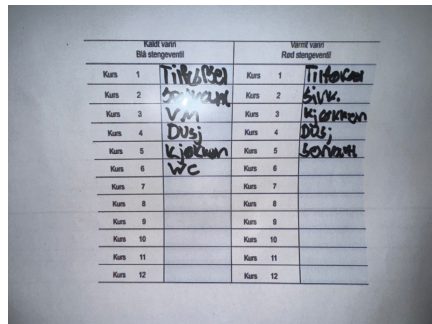 Kaldt vann Varmt vann
Blå stengeventil Rød stengeventil
Kurs 1 Kurs 1
Kurs 2 Servant Kurs 2 Sirk.
Kurs 3 VM Kurs 3 Kjøkken
Kurs 4 Dusj Kurs 4 Dusj
Kurs 5 Kjøkken Kurs 5 Servant
Kurs 6 WC Kurs 6
Kurs 7 Kurs 7
Kurs 8 Kurs 8
Kurs 9 Kurs 9
Kurs 10 Kurs 10
Kurs 11 Kurs 11
Kurs 12 Kurs 12